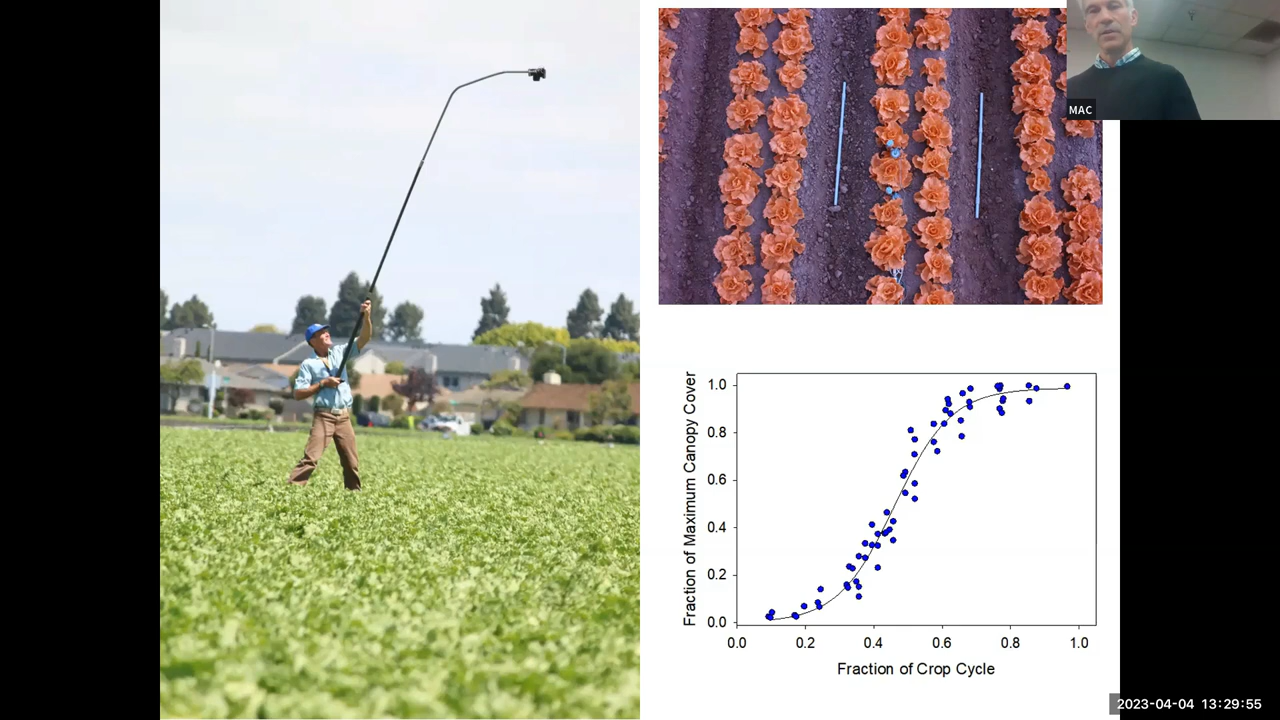 MAC
Fraction of Maximum Canopy Cover
1.0
0.8
0.6
0.4
0.2
0.0
0.0 0.2 0.4 0.6 0.8 1.0
Fraction of Crop Cycle
2023-04-04 13:29:55